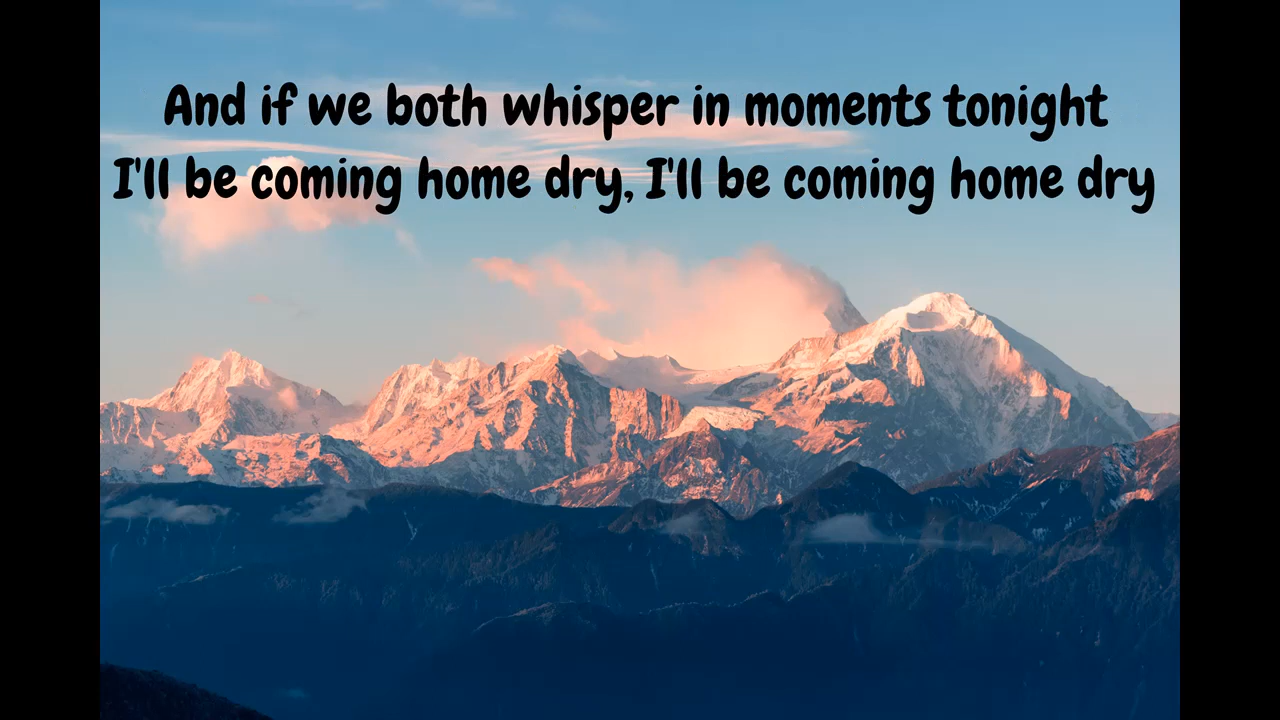 And if we both whisper in moments tonight
I'll be coming home dry, I'll be coming home dry